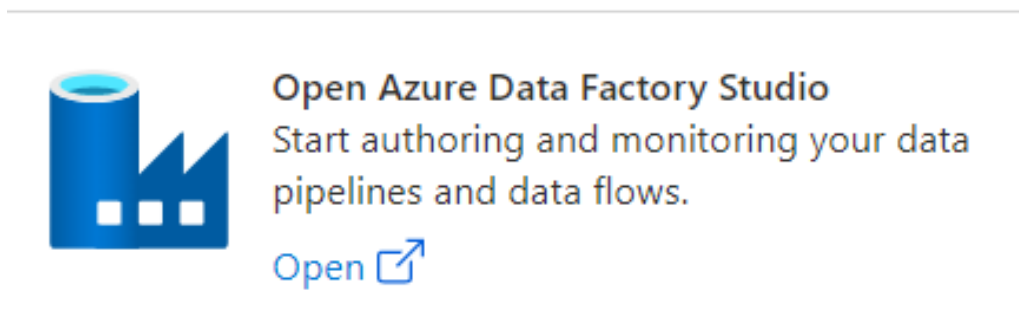 Open Azure Data Factory Studio
Start authoring and monitoring your data
pipelines and data flows.
Open